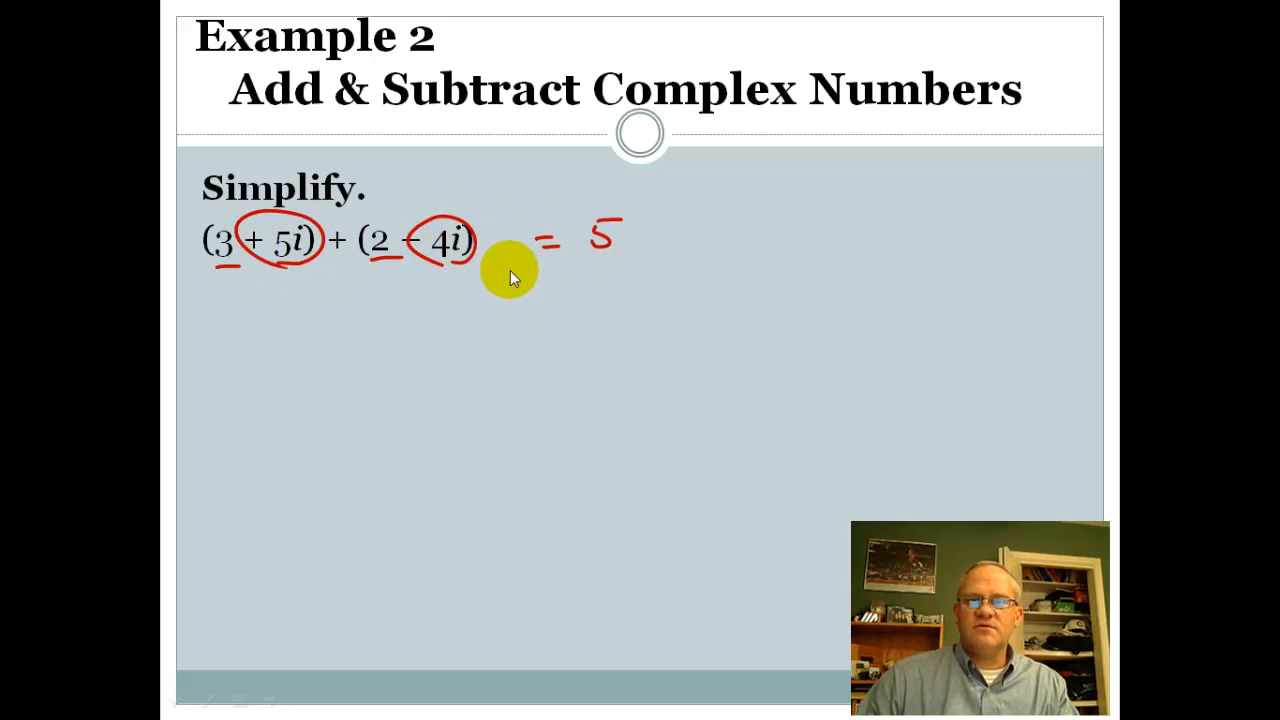 Example 2
Add & Subtract Complex Numbers
Simplify.
(3 + 5i) + (2 − 4i) = 5